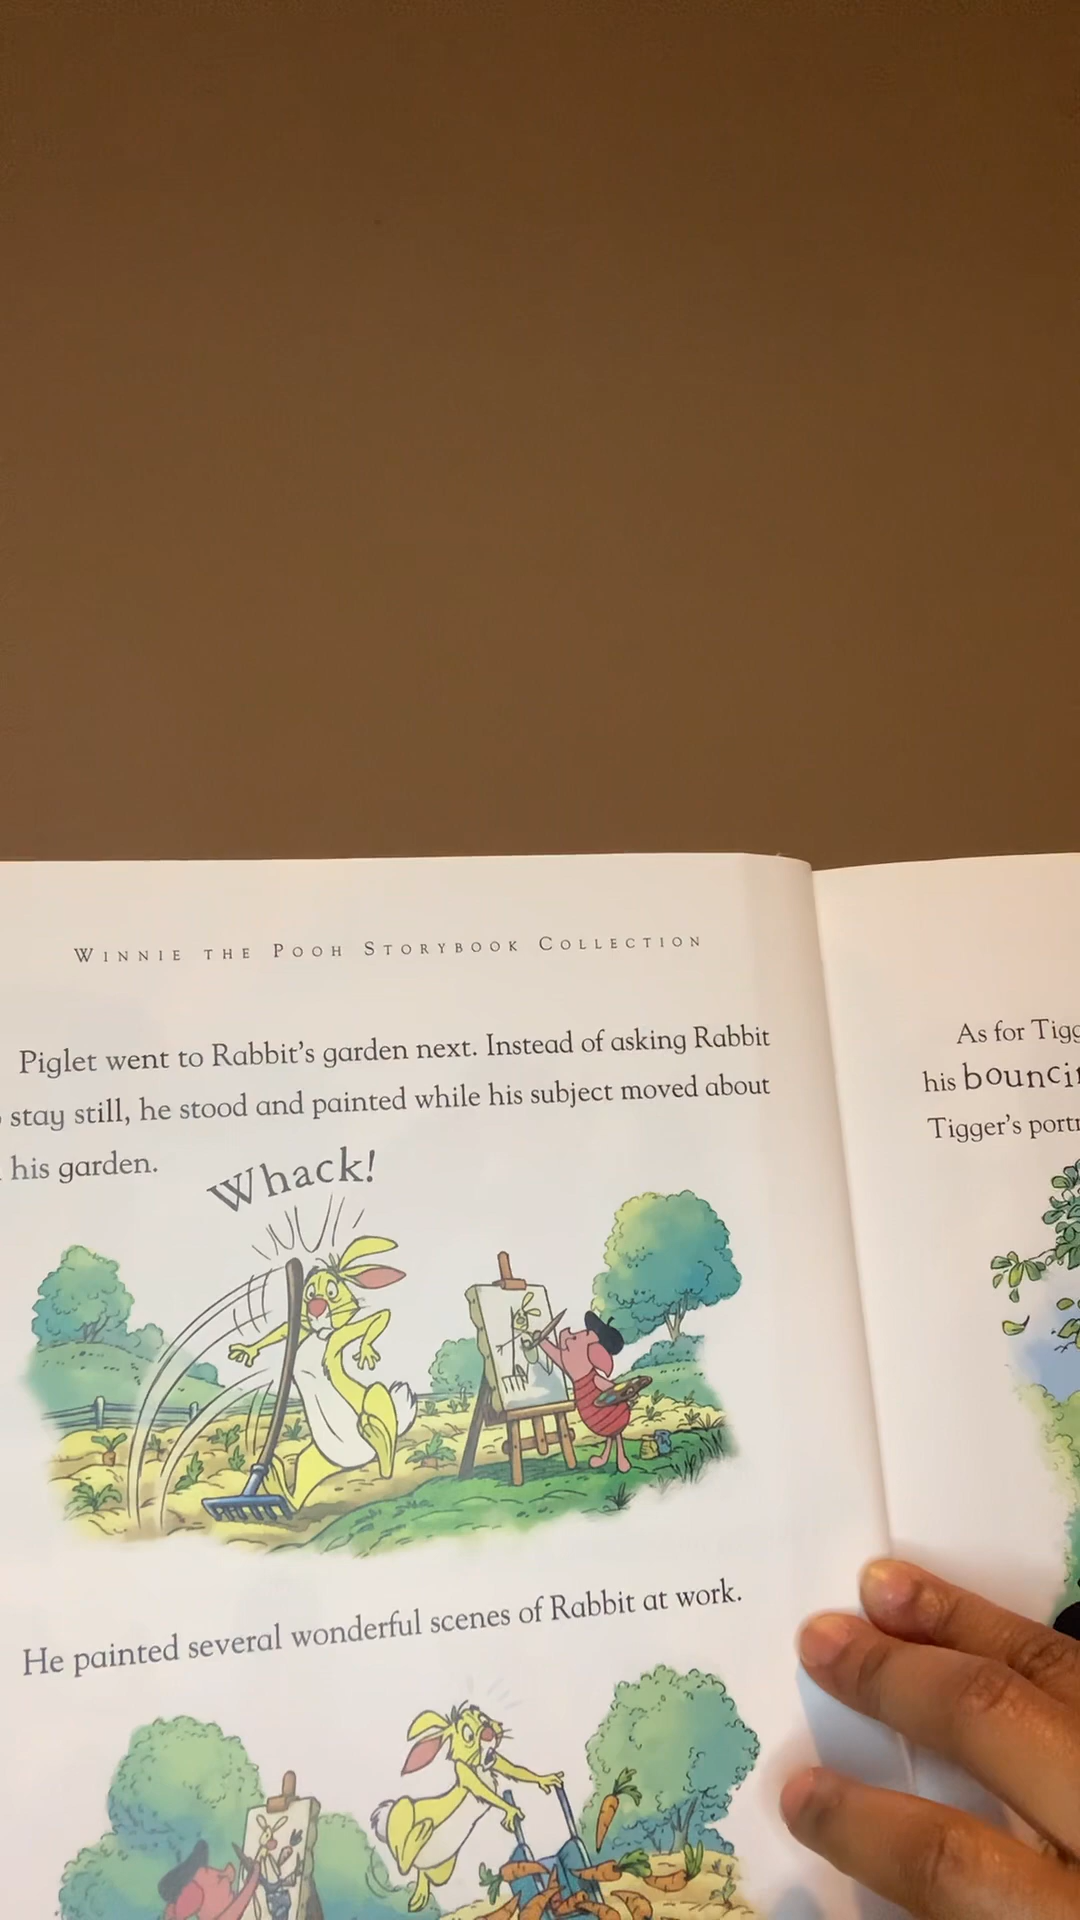 WINNIE THE POOH STORYBOOK COLLECTION
Piglet went to Rabbit's garden next. Instead of asking Rabbit
stay still, he stood and painted while his subject moved about
his garden.
Whack!
He painted several wonderful scenes of Rabbit at work.
As for
his
Tigger's